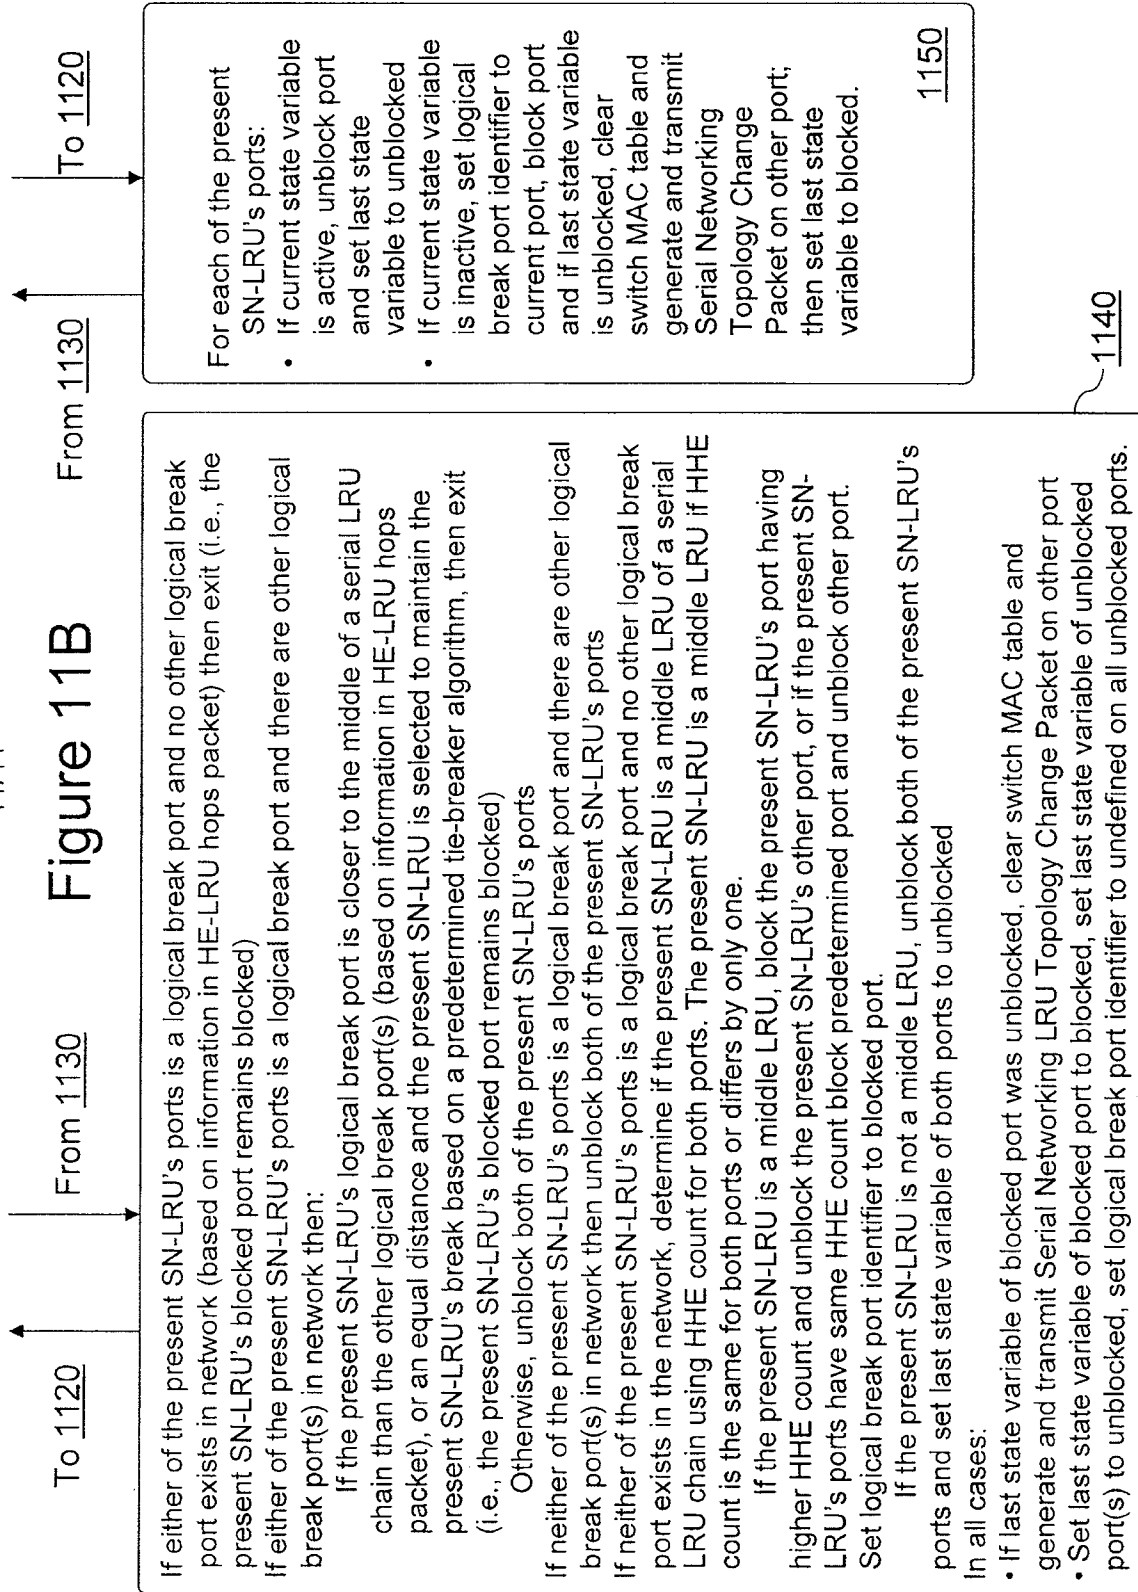 Figure 11B
To 1120
From 1130
From 1130
To 1120
If either of the present SN-LRU's ports is a logical break port and no other logical break
port exists in network (based on information in HE-LRU hops packet) then exit (i.e., the
present SN-LRU's blocked port remains blocked)
If either of the present SN-LRU's ports is a logical break port and there are other logical
break port(s) in network then:
If the present SN-LRU's logical break port is closer to the middle of a serial LRU
chain than the other logical break port(s) (based on information in HE-LRU hops
packet), or an equal distance and the present SN-LRU is selected to maintain the
present SN-LRU's break based on a predetermined tie-breaker algorithm, then exit
(i.e., the present SN-LRU's blocked port remains blocked)
Otherwise, unblock both of the present SN-LRU's ports
If neither of the present SN-LRU's ports is a logical break port and there are other logical
break port(s) in network then unblock both of the present SN-LRU's ports
If neither of the present SN-LRU's ports is a logical break port and no other logical break
port exists in the network, determine if the present SN-LRU is a middle LRU of a serial
LRU chain using HHE count for both ports. The present SN-LRU is a middle LRU if HHE
count is the same for both ports or differs by only one.
If the present SN-LRU is a middle LRU, block the present SN-LRU's port having
higher HHE count and unblock the present SN-LRU's other port, or if the present SN-
LRU's ports have same HHE count block predetermined port and unblock other port.
Set logical break port identifier to blocked port.
If the present SN-LRU is not a middle LRU, unblock both of the present SN-LRU's
ports and set last state variable of both ports to unblocked
In all cases:
• If last state variable of blocked port was unblocked, clear switch MAC table and
generate and transmit Serial Networking LRU Topology Change Packet on other port
• Set last state variable of blocked port to blocked, set last state variable of unblocked
port(s) to unblocked, set logical break port identifier to undefined on all unblocked ports.
1140
For each of the present
SN-LRU's ports:
• If current state variable
is active, unblock port
and set last state
variable to unblocked
• If current state variable
is inactive, set logical
break port identifier to
current port, block port
and if last state variable
is unblocked, clear
switch MAC table and
generate and transmit
Serial Networking
Topology Change
Packet on other port;
then set last state
variable to blocked.
1150